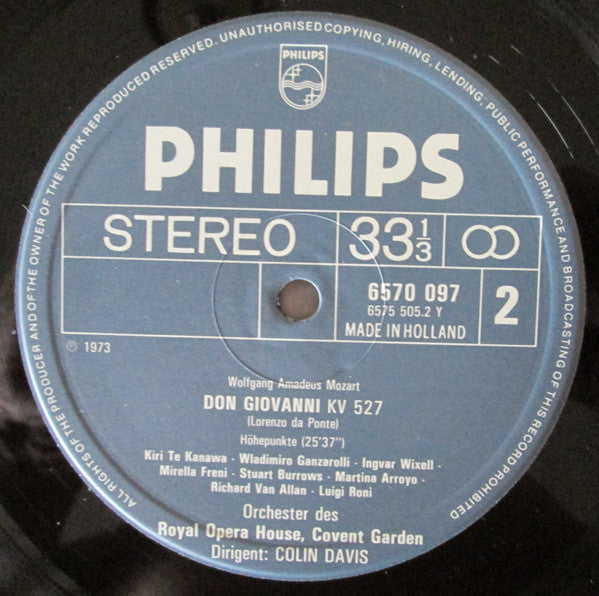 ALL RIGHTS OF THE PRODUCER AND OF THE OWNER OF THE WORK REPRODUCED RESERVED. UNAUTHORISED COPYING, HIRING, LENDING, PUBLIC PERFORMANCE AND BROADCASTING OF THIS RECORD PROHIBITED
PHILIPS
PHILIPS
STEREO 33 1/3
6570 097
6575 505.2 Y
MADE IN HOLLAND
2
℗ 1973
Wolfgang Amadeus Mozart
DON GIOVANNI KV 527
(Lorenzo da Ponte)
Höhepunkte (25'37")
Kiri Te Kanawa · Wladimiro Ganzarolli · Ingvar Wixell ·
Mirella Freni · Stuart Burrows · Martina Arroyo ·
Richard Van Allan · Luigi Roni
Orchester des
Royal Opera House, Covent Garden
Dirigent: COLIN DAVIS